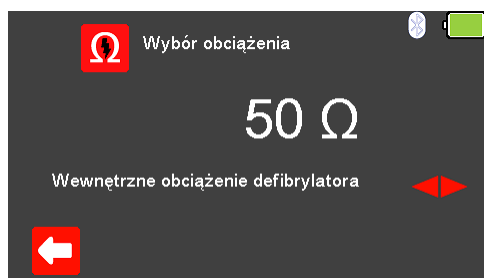 Ω Wybór obciążenia
50 Ω
Wewnętrzne obciążenie defibrylatora